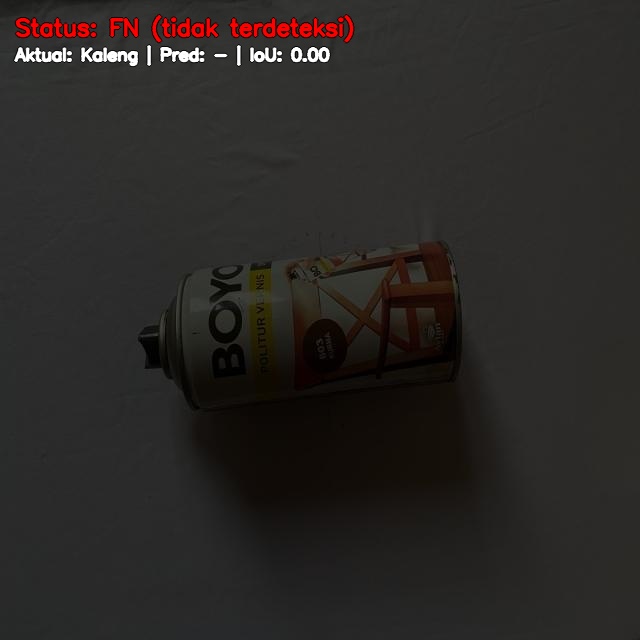 Status: FN (tidak terdeteksi)
Aktual: Kaleng | Pred: - | IoU: 0.00
BOYO
POLITUR VERNIS